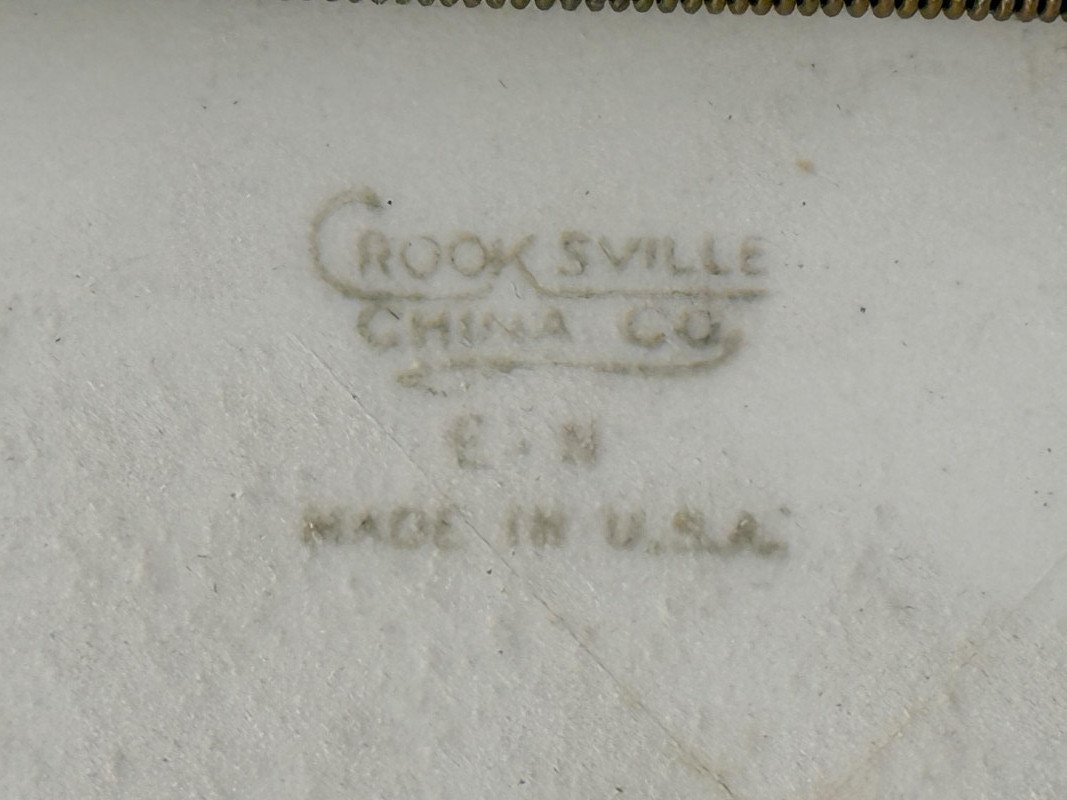 CROOKSVILLE
CHINA CO.
E - N
MADE IN U.S.A.